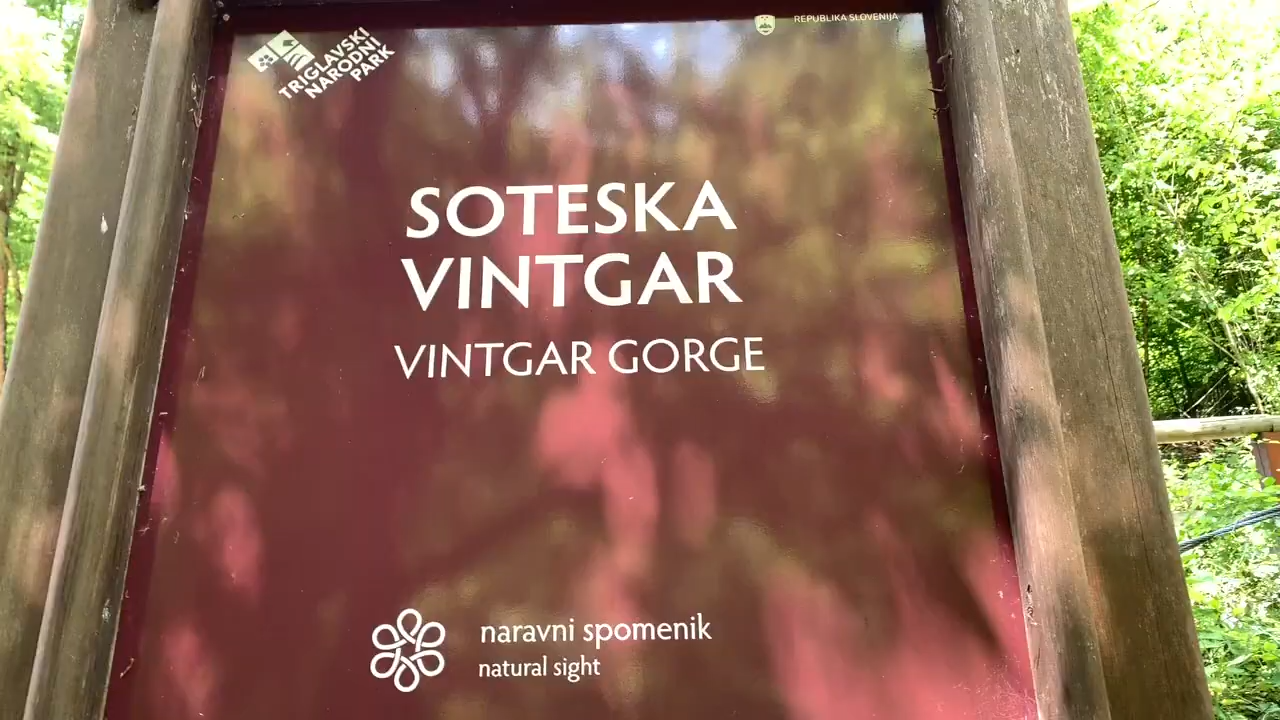 TRIGLAVSKI
NARODNI
PARK
REPUBLIKA SLOVENIJA
SOTESKA
VINTGAR
VINTGAR GORGE
naravni spomenik
natural sight